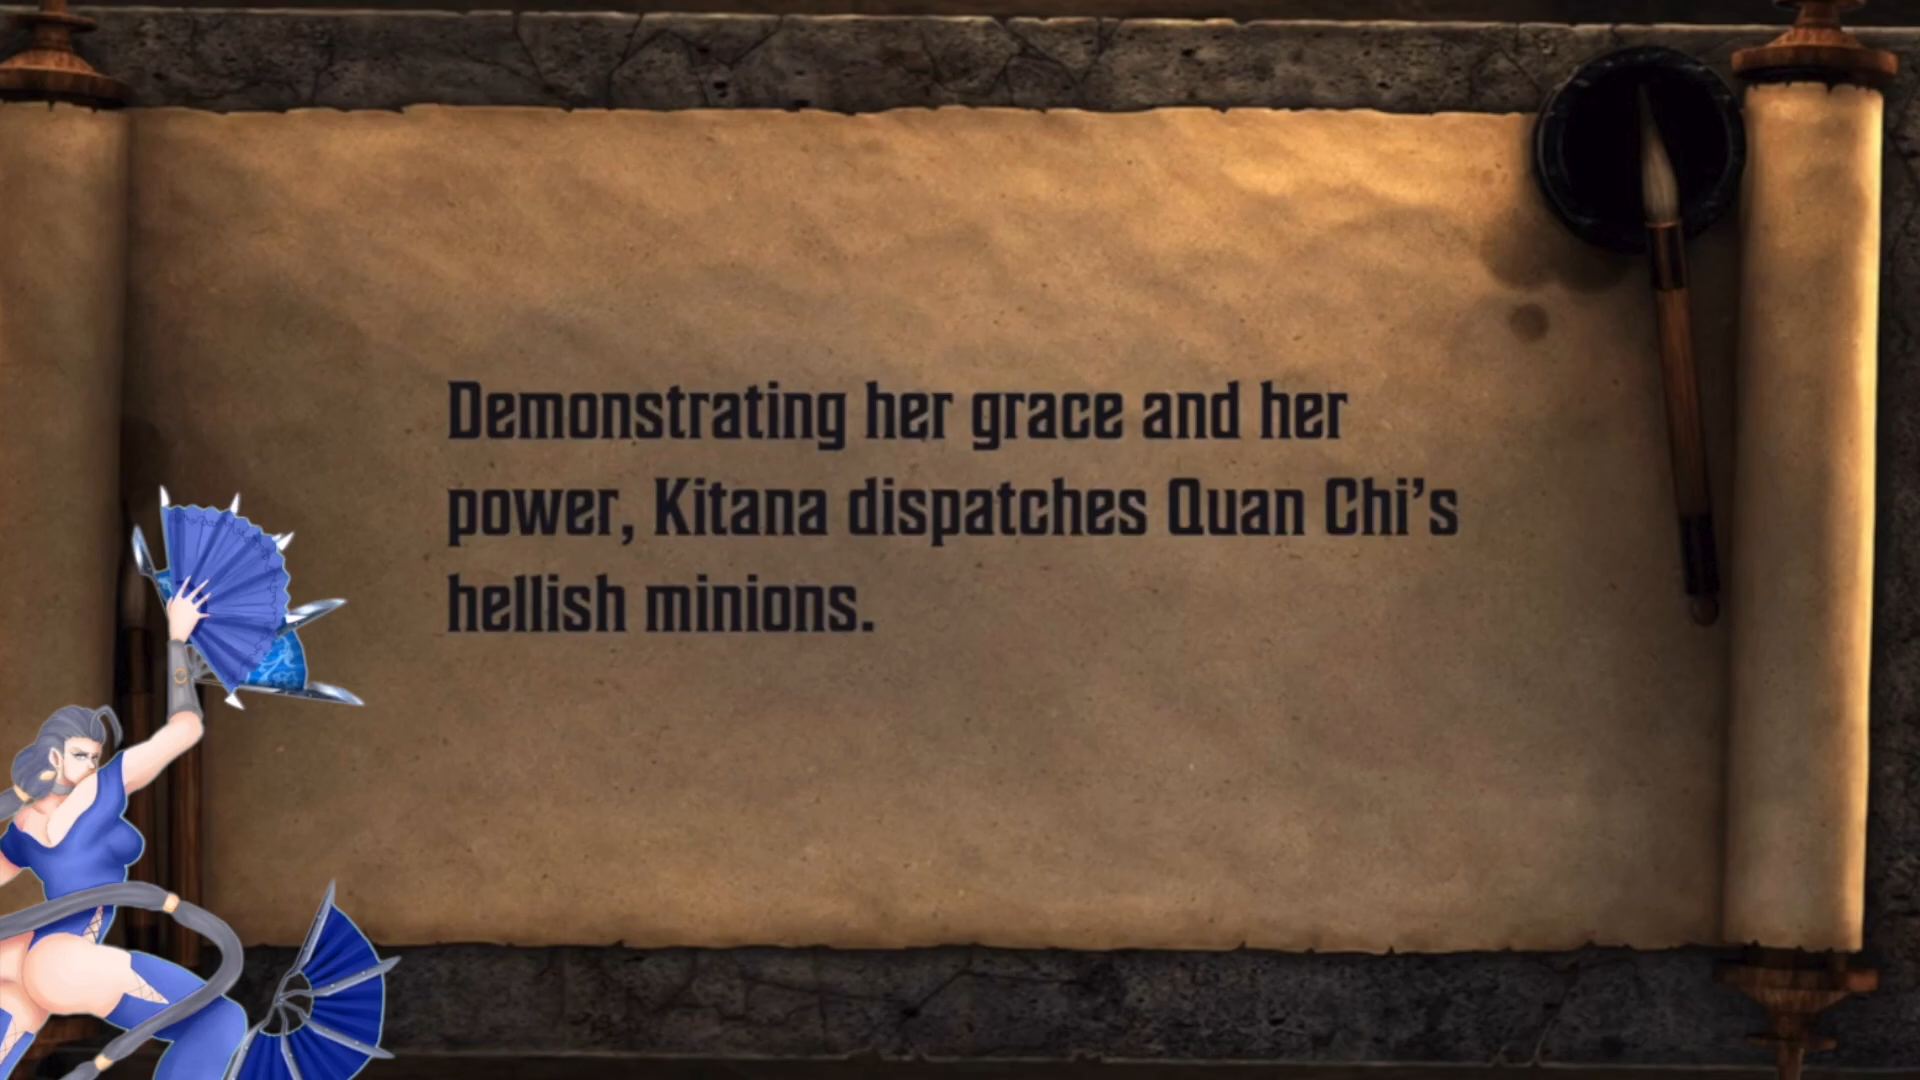 Demonstrating her grace and her
power, Kitana dispatches Quan Chi’s
hellish minions.